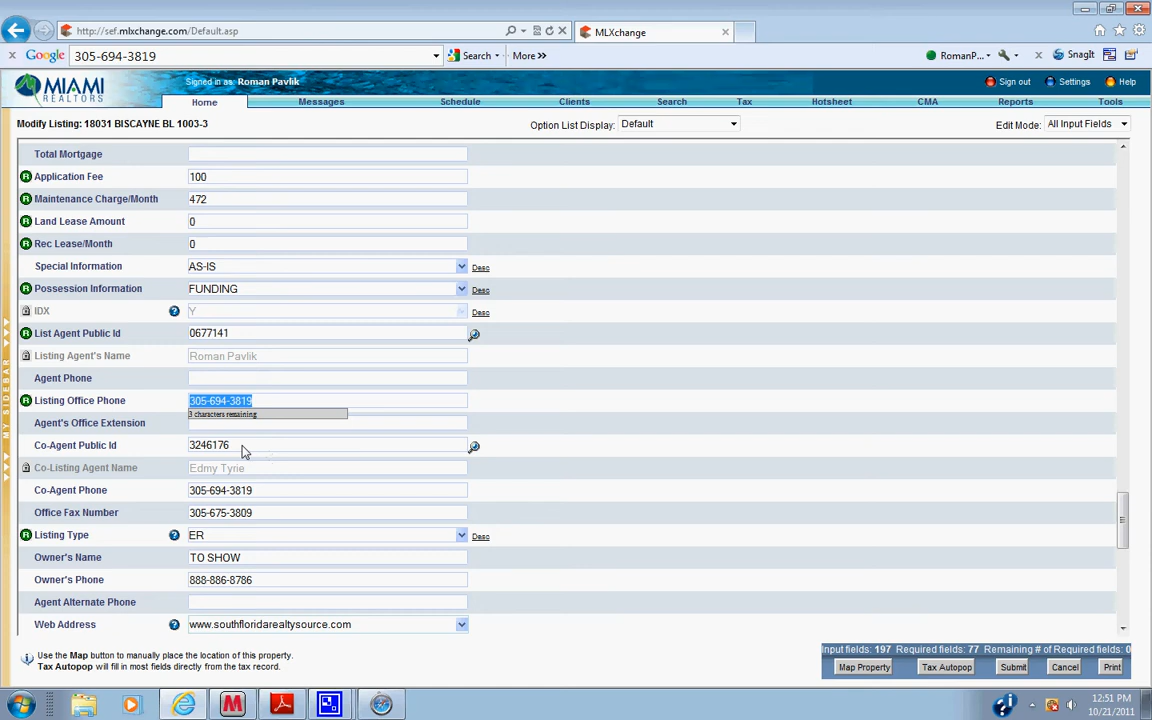 http://sef.mlxchange.com/Default.asp
MLXchange
Google
305-694-3819
Search
More »
RomanP...
SnagIt
MIAMI
REALTORS
Signed in as: Roman Pavlik
Sign out
Settings
Help
Home
Messages
Schedule
Clients
Search
Tax
Hotsheet
CMA
Reports
Tools
Modify Listing: 18031 BISCAYNE BL 1003-3
Option List Display:
Default
Edit Mode:
All Input Fields
Total Mortgage
R Application Fee
100
R Maintenance Charge/Month
472
R Land Lease Amount
0
R Rec Lease/Month
0
Special Information
AS-IS
Desc
R Possession Information
FUNDING
Desc
IDX
Y
Desc
R List Agent Public Id
0677141
Listing Agent's Name
Roman Pavlik
Agent Phone
R Listing Office Phone
305-694-3819
3 characters remaining
Agent's Office Extension
Co-Agent Public Id
3246176
Co-Listing Agent Name
Edmy Tyrie
Co-Agent Phone
305-694-3819
Office Fax Number
305-675-3809
R Listing Type
ER
Desc
Owner's Name
TO SHOW
Owner's Phone
888-886-8786
Agent Alternate Phone
Web Address
www.southfloridarealtysource.com
MY SIDEBAR
Use the Map button to manually place the location of this property.
Tax Autopop will fill in most fields directly from the tax record.
Input fields: 197 Required fields: 77 Remaining # of Required fields: 0
Map Property
Tax Autopop
Submit
Cancel
Print
12:51 PM
10/21/2011